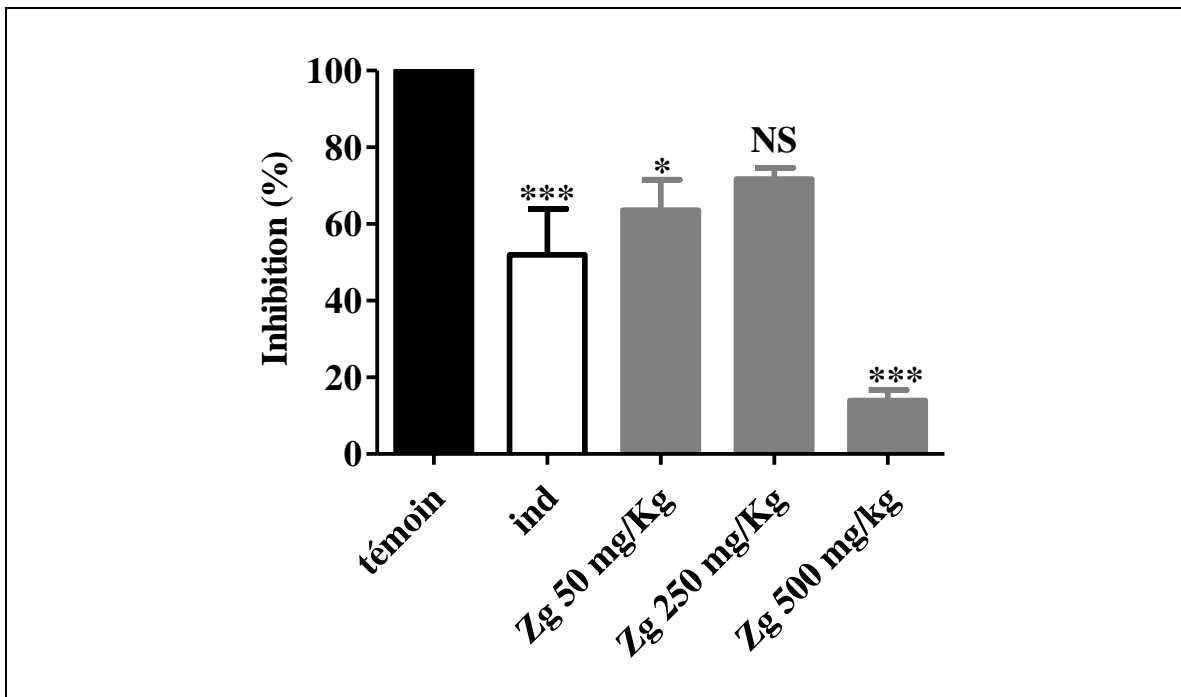 Inhibition (%)
100
80
60
40
20
0
***
*
NS
***
témoin
ind
Zg 50 mg/Kg
Zg 250 mg/Kg
Zg 500 mg/kg